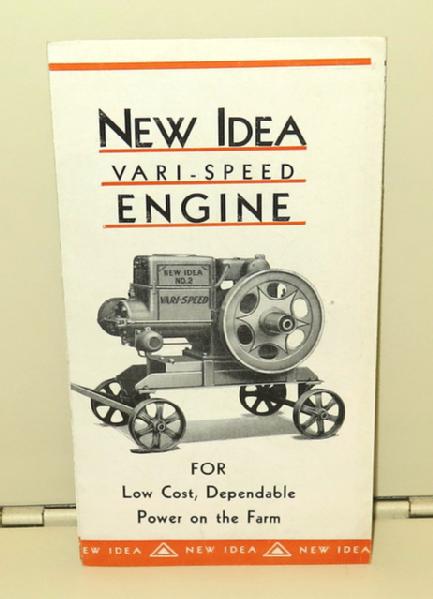 NEW IDEA
VARI-SPEED
ENGINE
NEW IDEA
NO.2
VARI-SPEED
FOR
Low Cost, Dependable
Power on the Farm
EW IDEA NEW IDEA NEW IDEA